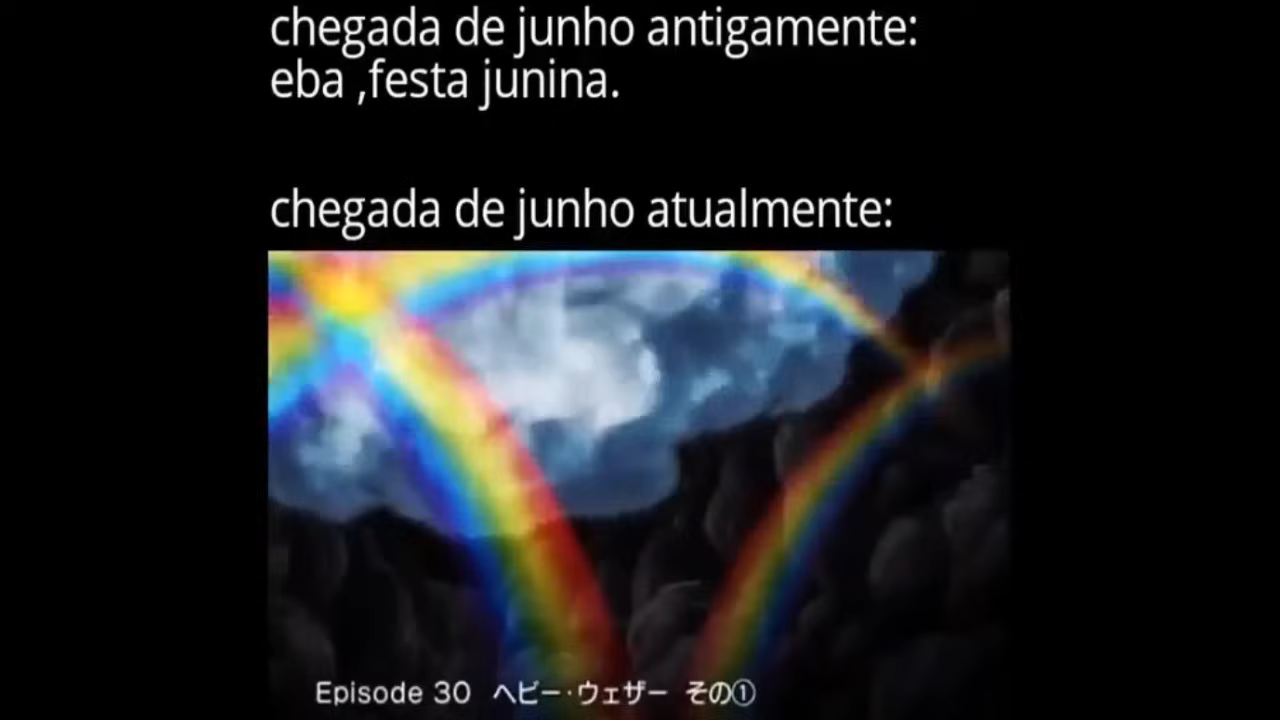 chegada de junho antigamente:
eba ,festa junina.
chegada de junho atualmente:
Episode 30 ヘビー・ウェザー その①